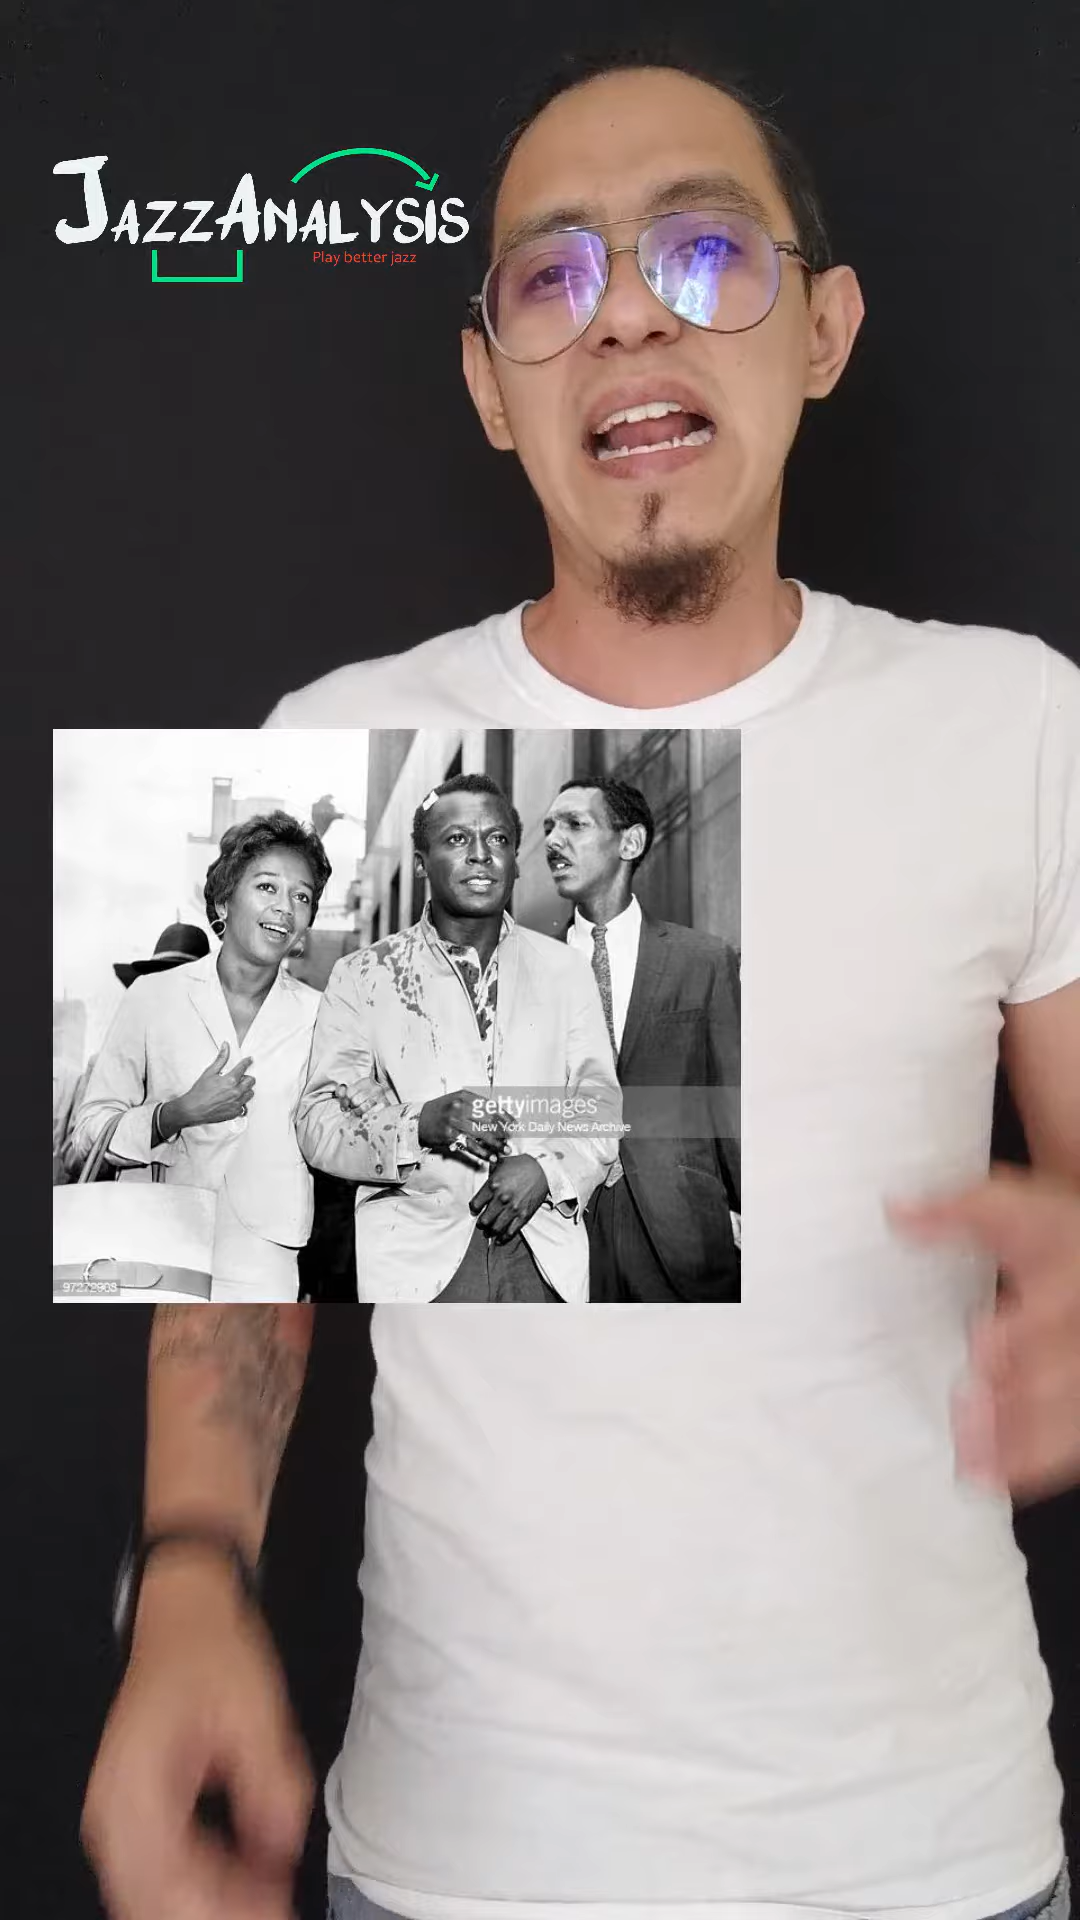 JAZZANALYSIS
Play better jazz
gettyimages
New York Daily News Archive
97272908